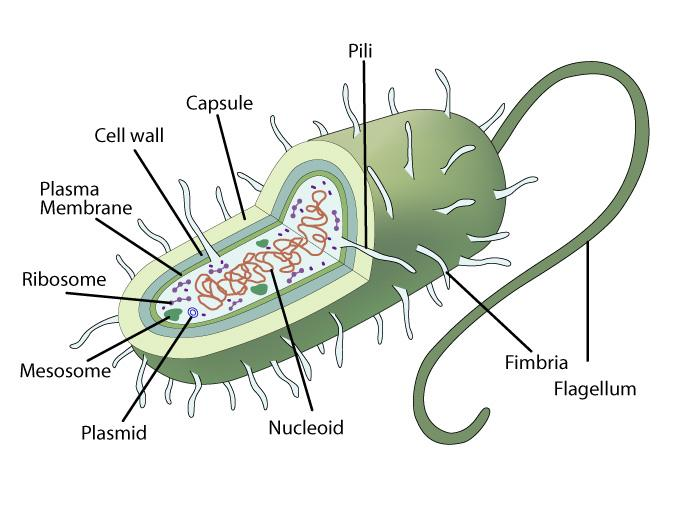 Pili
Capsule
Cell wall
Plasma
Membrane
Ribosome
Mesosome
Plasmid
Nucleoid
Fimbria
Flagellum